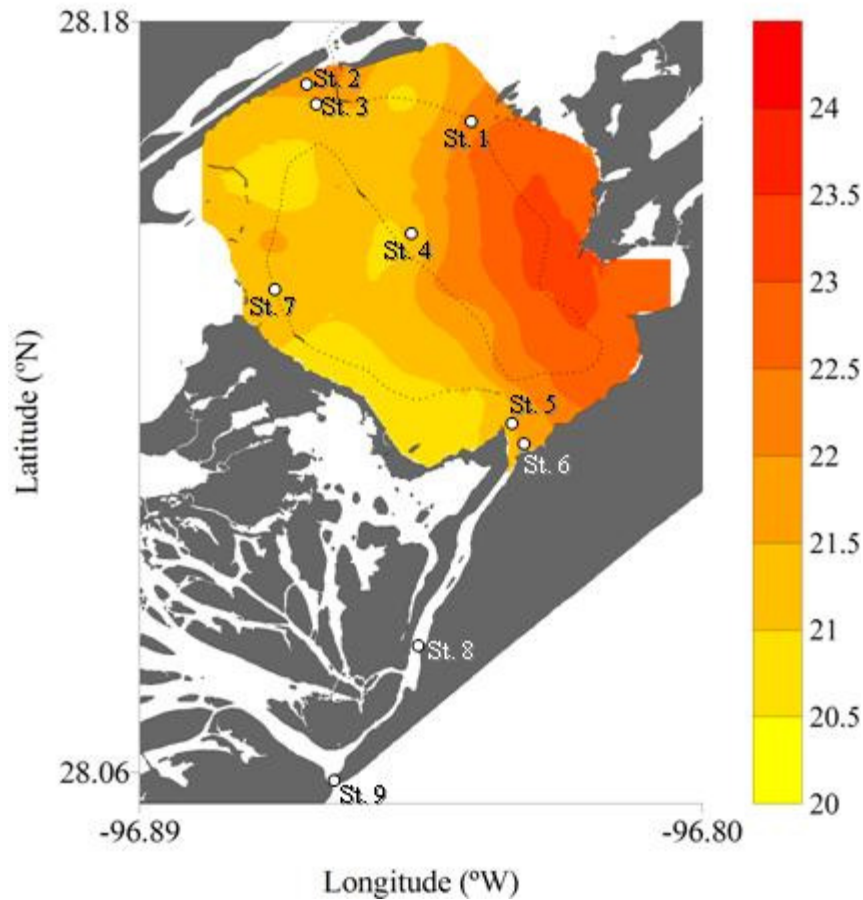 28.18
St. 2
St. 3
St. 1
St. 4
St. 7
St. 5
St. 6
St. 8
St. 9
28.06
-96.89
-96.80
Latitude (ºN)
Longitude (ºW)
24
23.5
23
22.5
22
21.5
21
20.5
20